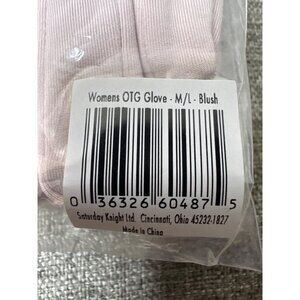 Womens OTG Glove - M/L - Blush
0 36326 60487 5
Saturday Knight Ltd. Cincinnati, Ohio 45232-1827
Made in China